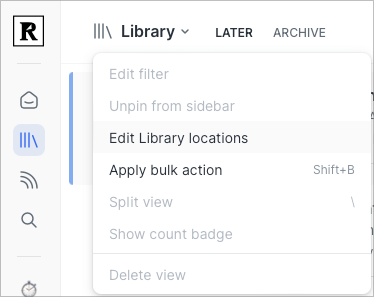 R
Library
LATER
ARCHIVE
Edit filter
Unpin from sidebar
Edit Library locations
Apply bulk action Shift+B
Split view \
Show count badge
Delete view